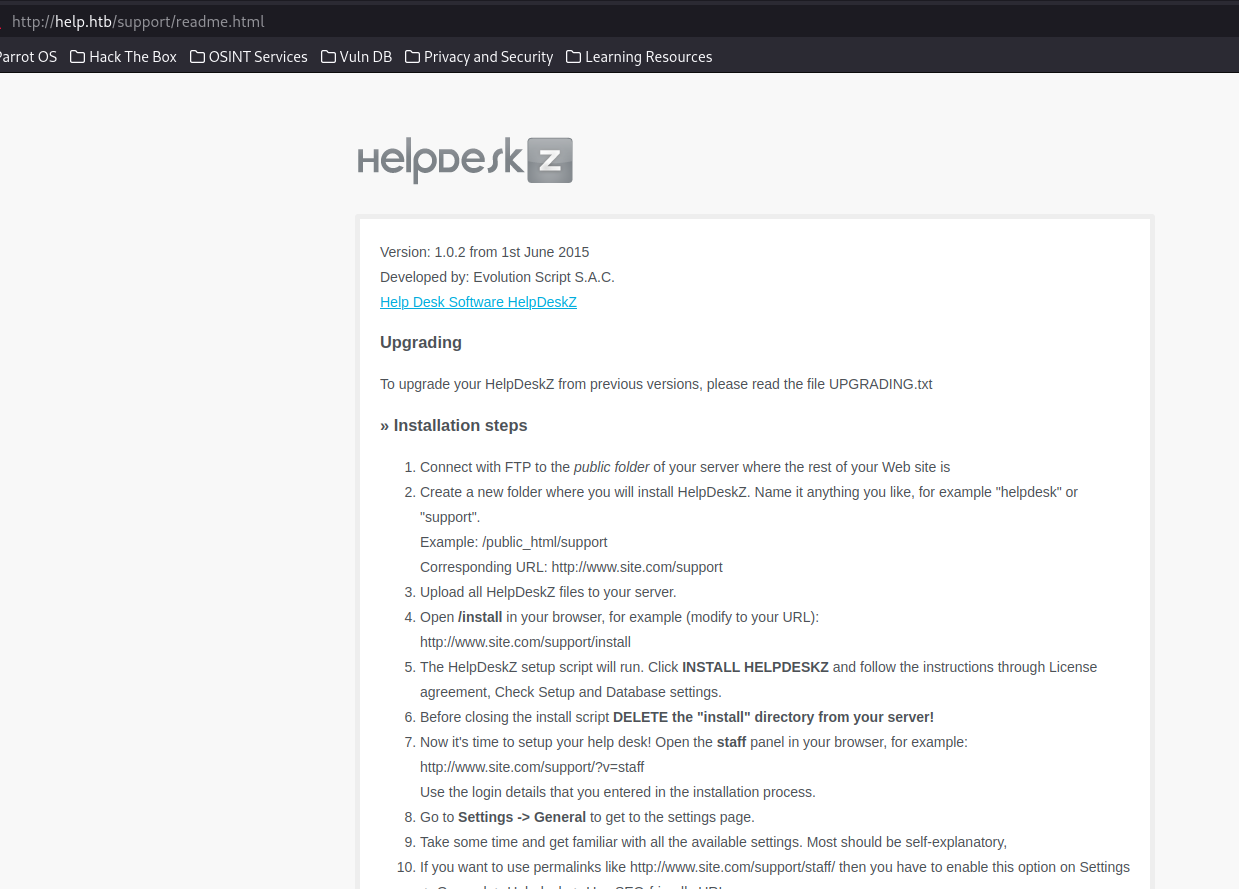 http://help.htb/support/readme.html
Parrot OS Hack The Box OSINT Services Vuln DB Privacy and Security Learning Resources
HelpDesk Z
Version: 1.0.2 from 1st June 2015
Developed by: Evolution Script S.A.C.
Help Desk Software HelpDeskZ
Upgrading
To upgrade your HelpDeskZ from previous versions, please read the file UPGRADING.txt
» Installation steps
1. Connect with FTP to the public folder of your server where the rest of your Web site is
2. Create a new folder where you will install HelpDeskZ. Name it anything you like, for example "helpdesk" or
"support".
Example: /public_html/support
Corresponding URL: http://www.site.com/support
3. Upload all HelpDeskZ files to your server.
4. Open /install in your browser, for example (modify to your URL):
http://www.site.com/support/install
5. The HelpDeskZ setup script will run. Click INSTALL HELPDESKZ and follow the instructions through License
agreement, Check Setup and Database settings.
6. Before closing the install script DELETE the "install" directory from your server!
7. Now it's time to setup your help desk! Open the staff panel in your browser, for example:
http://www.site.com/support/?v=staff
Use the login details that you entered in the installation process.
8. Go to Settings -> General to get to the settings page.
9. Take some time and get familiar with all the available settings. Most should be self-explanatory,
10. If you want to use permalinks like http://www.site.com/support/staff/ then you have to enable this option on Settings